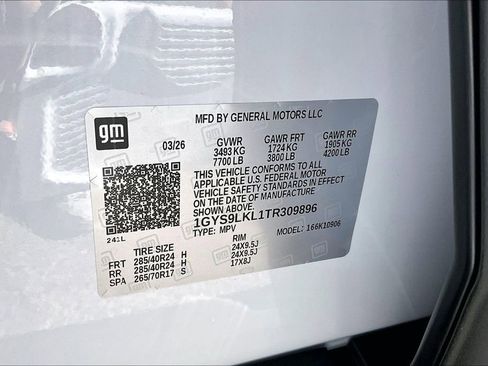 MFD BY GENERAL MOTORS LLC
gm
03/26 GVWR GAWR FRT GAWR RR
3493 KG 1724 KG 1905 KG
7700 LB 3800 LB 4200 LB
THIS VEHICLE CONFORMS TO ALL
APPLICABLE U.S. FEDERAL MOTOR
VEHICLE SAFETY STANDARDS IN EFFECT
ON THE DATE OF MANUFACTURE
SHOWN ABOVE.
1GYS9LKL1TR309896
TYPE: MPV MODEL: 166K10906
241L
TIRE SIZE RIM
FRT 285/40R24 H 24X9.5J
RR 285/40R24 H 24X9.5J
SPA 265/70R17 S 17X8J